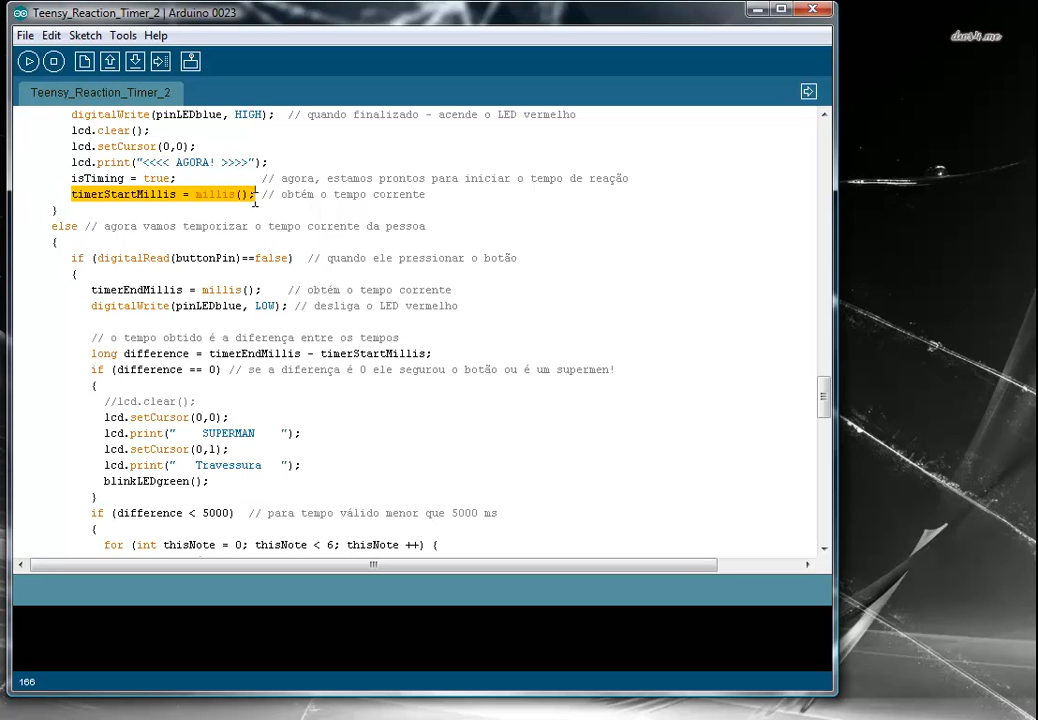 Teensy_Reaction_Timer_2 | Arduino 0023
File Edit Sketch Tools Help
Teensy_Reaction_Timer_2
digitalWrite(pinLEDblue, HIGH); // quando finalizado - acende o LED vermelho
lcd.clear();
lcd.setCursor(0,0);
lcd.print("<<<< AGORA! >>>>");
isTiming = true; // agora, estamos prontos para iniciar o tempo de reação
timerStartMillis = millis(); // obtém o tempo corrente
}
else // agora vamos temporizar o tempo corrente da pessoa
{
if (digitalRead(buttonPin)==false) // quando ele pressionar o botão
{
timerEndMillis = millis(); // obtém o tempo corrente
digitalWrite(pinLEDblue, LOW); // desliga o LED vermelho
// o tempo obtido é a diferença entre os tempos
long difference = timerEndMillis - timerStartMillis;
if (difference == 0) // se a diferença é 0 ele segurou o botão ou é um supermen!
{
//lcd.clear();
lcd.setCursor(0,0);
lcd.print("    SUPERMAN    ");
lcd.setCursor(0,1);
lcd.print("   Travessura   ");
blinkLEDgreen();
}
if (difference < 5000) // para tempo válido menor que 5000 ms
{
for (int thisNote = 0; thisNote < 6; thisNote ++) {
166